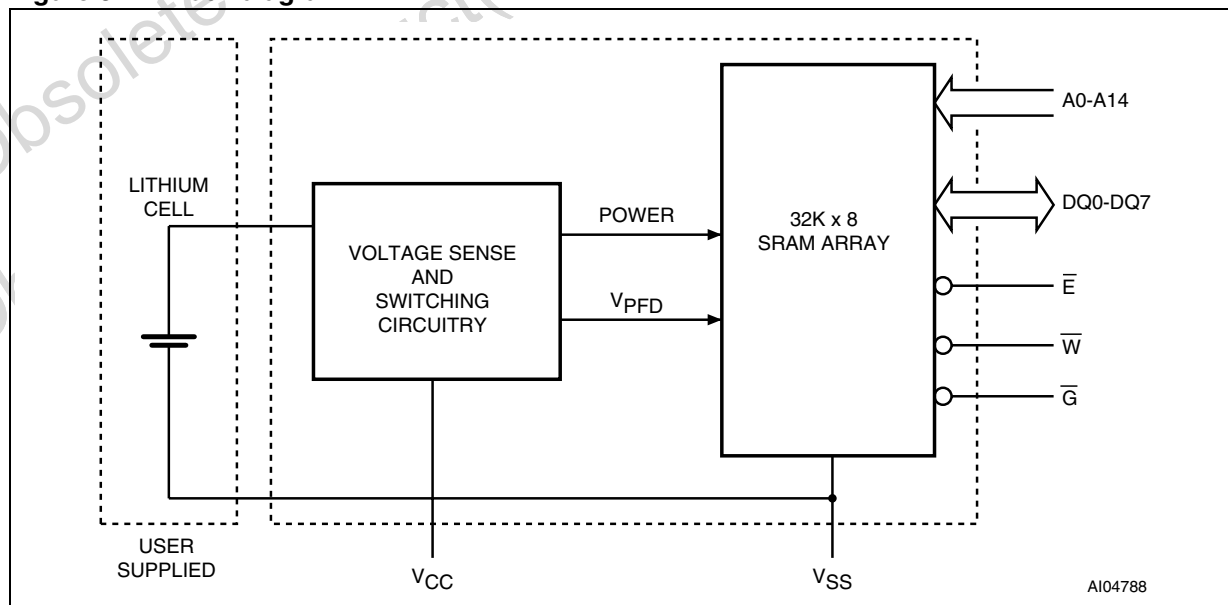 LITHIUM
CELL
VOLTAGE SENSE
AND
SWITCHING
CIRCUITRY
POWER
VPFD
32K x 8
SRAM ARRAY
A0-A14
DQ0-DQ7
E̅
W̅
G̅
USER
SUPPLIED
VCC
VSS
AI04788